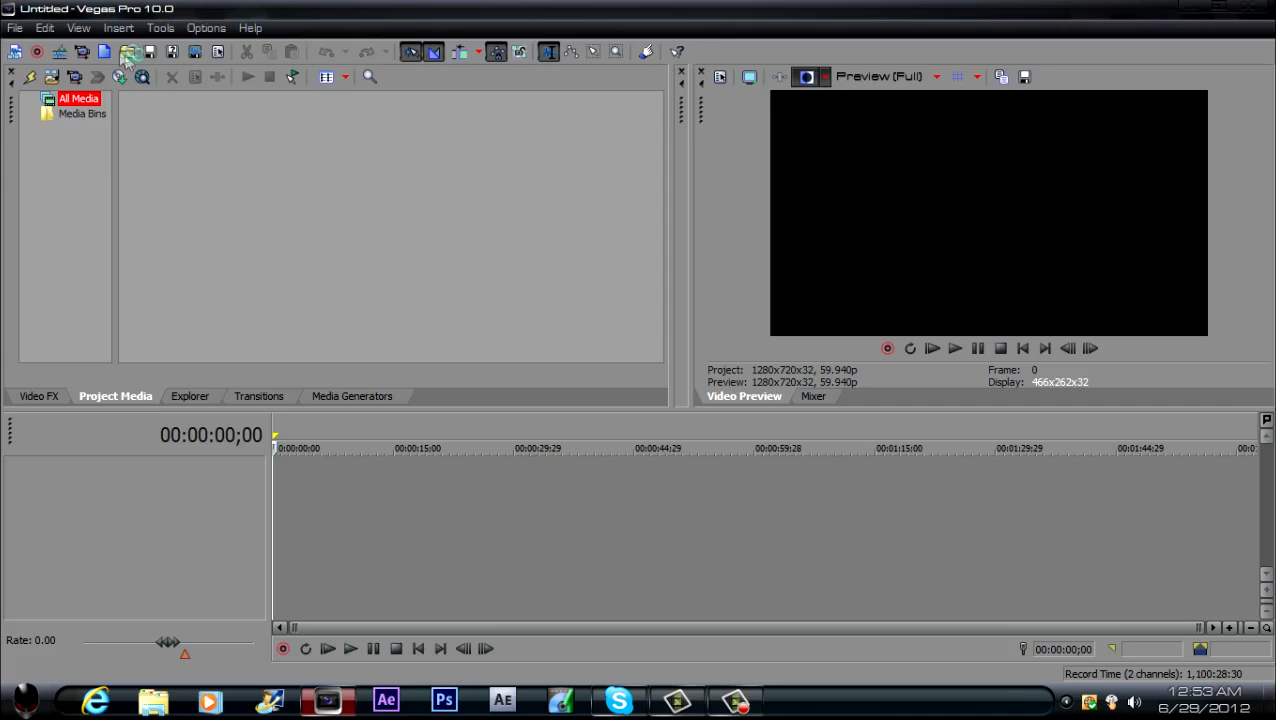 Untitled - Vegas Pro 10.0
File Edit View Insert Tools Options Help
All Media
Media Bins
Preview (Full)
Project: 1280x720x32, 59.940p
Preview: 1280x720x32, 59.940p
Frame: 0
Display: 466x262x32
Video FX Project Media Explorer Transitions Media Generators
Video Preview Mixer
00:00:00;00
0:00:00;00 00:00:15;00 00:00:29;29 00:00:44;29 00:00:59;28 00:01:15;00 00:01:29;29 00:01:44;29 00:0
Rate: 0.00
00:00:00;00
Record Time (2 channels): 1,100:28:30
Ae Ps AE
12:53 AM
6/29/2012